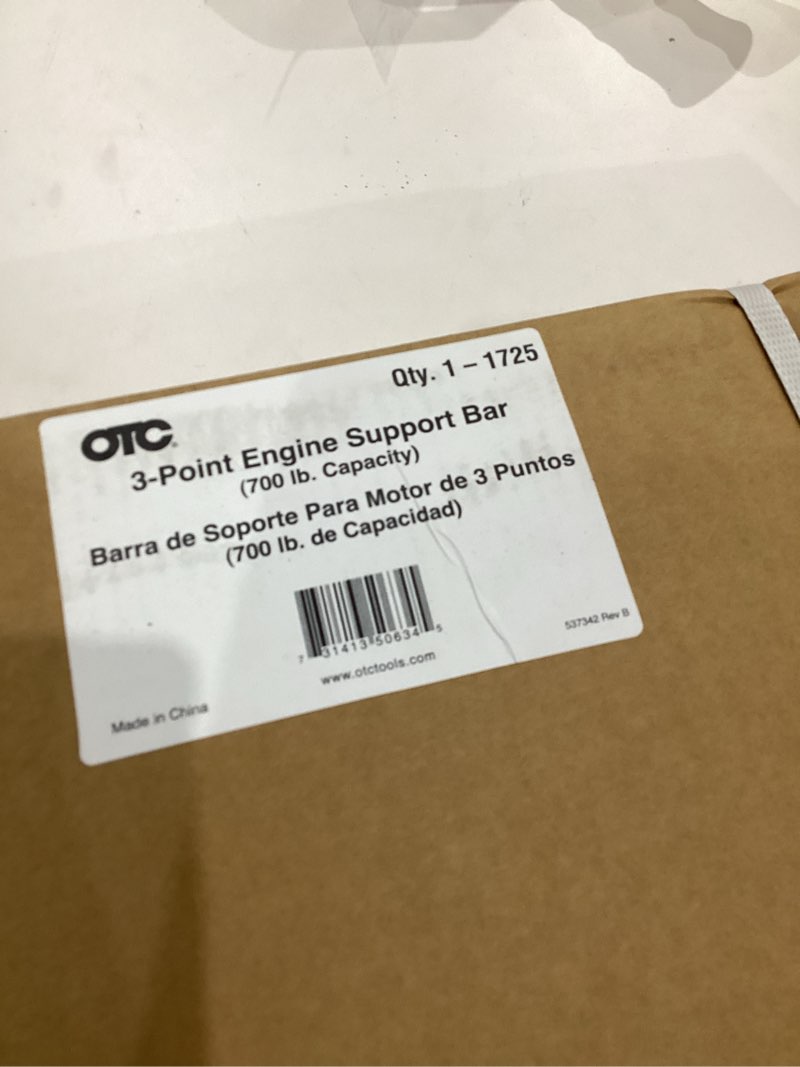 Qty. 1 – 1725
OTC
3-Point Engine Support Bar
(700 lb. Capacity)
Barra de Soporte Para Motor de 3 Puntos
(700 lb. de Capacidad)
7 31413 50634 5
www.otctools.com
537342 Rev B
Made in China